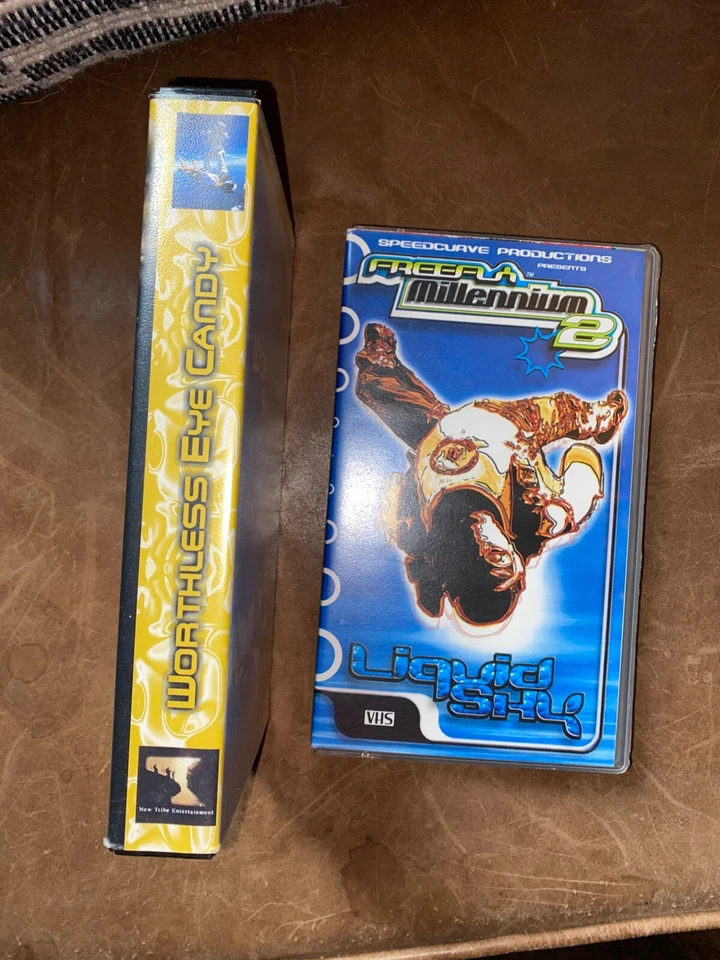 WORTHLESS EYE CANDY
New Tribe Entertainment
SPEEDCURVE PRODUCTIONS
PRESENTS
FREEFLY TM
Millennium
2
Liquid
Sky
VHS